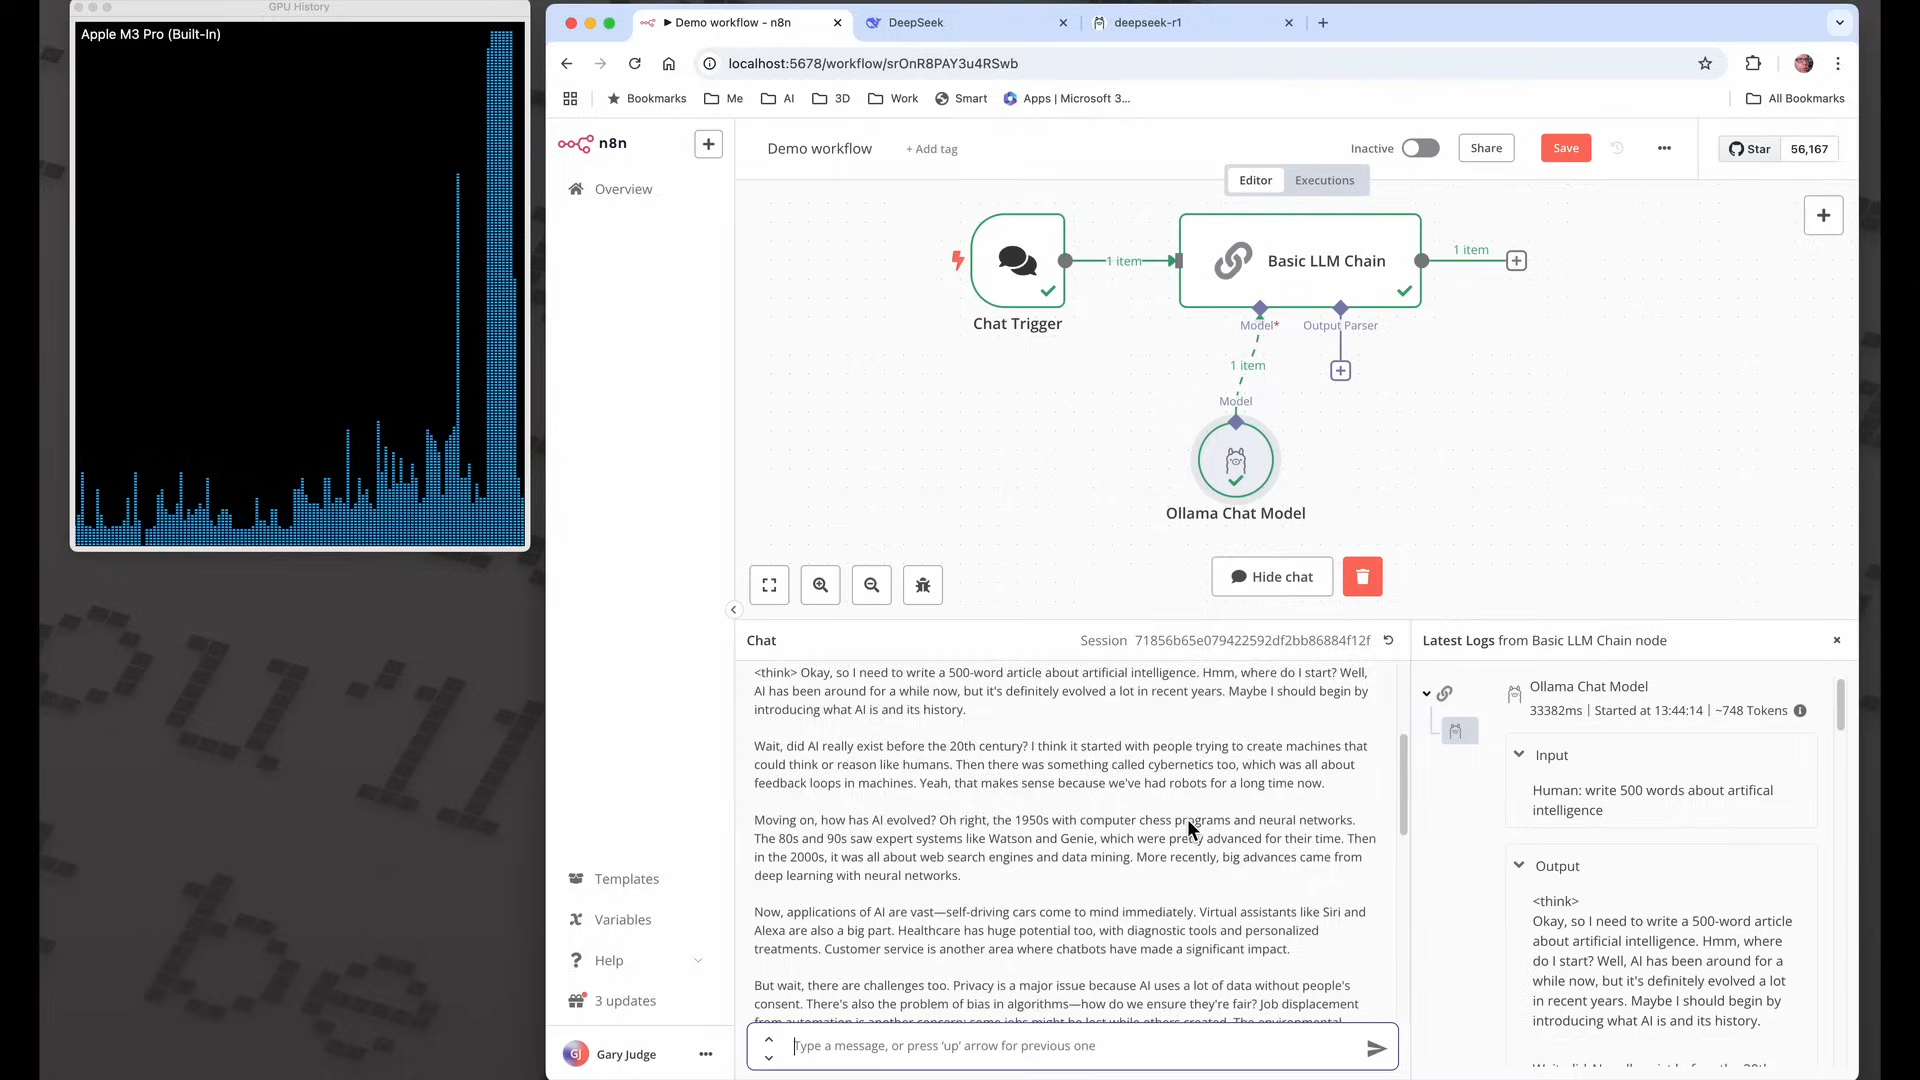 GPU History
Apple M3 Pro (Built-In)
▶ Demo workflow - n8n
DeepSeek
deepseek-r1
localhost:5678/workflow/srOnR8PAY3u4RSwb
Bookmarks
Me
AI
3D
Work
Smart
Apps | Microsoft 3...
All Bookmarks
n8n
Demo workflow
+ Add tag
Inactive
Share
Save
Star
56,167
Overview
Editor
Executions
1 item
Basic LLM Chain
1 item
Chat Trigger
Model*
Output Parser
1 item
Model
Ollama Chat Model
Hide chat
Chat
Session 71856b65e079422592df2bb86884f12f
<think> Okay, so I need to write a 500-word article about artificial intelligence. Hmm, where do I start? Well,
AI has been around for a while now, but it's definitely evolved a lot in recent years. Maybe I should begin by
introducing what AI is and its history.
Wait, did AI really exist before the 20th century? I think it started with people trying to create machines that
could think or reason like humans. Then there was something called cybernetics too, which was all about
feedback loops in machines. Yeah, that makes sense because we've had robots for a long time now.
Moving on, how has AI evolved? Oh right, the 1950s with computer chess programs and neural networks.
The 80s and 90s saw expert systems like Watson and Genie, which were pretty advanced for their time. Then
in the 2000s, it was all about web search engines and data mining. More recently, big advances came from
deep learning with neural networks.
Now, applications of AI are vast—self-driving cars come to mind immediately. Virtual assistants like Siri and
Alexa are also a big part. Healthcare has huge potential too, with diagnostic tools and personalized
treatments. Customer service is another area where chatbots have made a significant impact.
But wait, there are challenges too. Privacy is a major issue because AI uses a lot of data without people's
consent. There's also the problem of bias in algorithms—how do we ensure they're fair? Job displacement
from automation is another concern; some jobs might be lost while others created. The environmental
Type a message, or press 'up' arrow for previous one
Latest Logs from Basic LLM Chain node
Ollama Chat Model
33382ms | Started at 13:44:14 | ~748 Tokens
Input
Human: write 500 words about artifical
intelligence
Output
<think>
Okay, so I need to write a 500-word article
about artificial intelligence. Hmm, where
do I start? Well, AI has been around for a
while now, but it's definitely evolved a lot
in recent years. Maybe I should begin by
introducing what AI is and its history.
Templates
Variables
Help
3 updates
GJ
Gary Judge